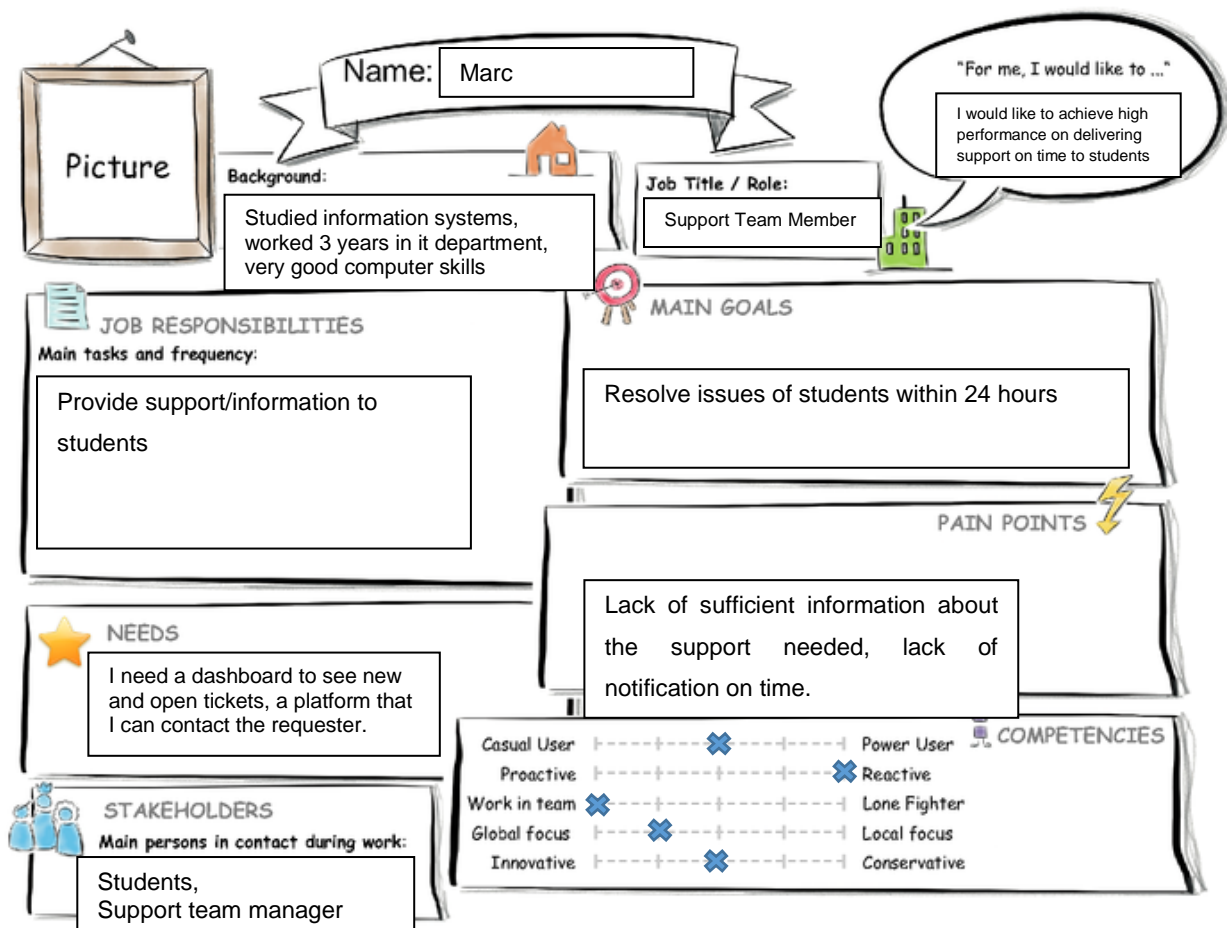 Name: Marc
"For me, I would like to ..."
I would like to achieve high
performance on delivering
support on time to students
Picture
Background:
Studied information systems,
worked 3 years in it department,
very good computer skills
Job Title / Role:
Support Team Member
JOB RESPONSIBILITIES
Main tasks and frequency:
Provide support/information to
students
MAIN GOALS
Resolve issues of students within 24 hours
PAIN POINTS
Lack of sufficient information about
the support needed, lack of
notification on time.
NEEDS
I need a dashboard to see new
and open tickets, a platform that
I can contact the requester.
COMPETENCIES
Casual User Power User
Proactive Reactive
Work in team Lone Fighter
Global focus Local focus
Innovative Conservative
STAKEHOLDERS
Main persons in contact during work:
Students,
Support team manager